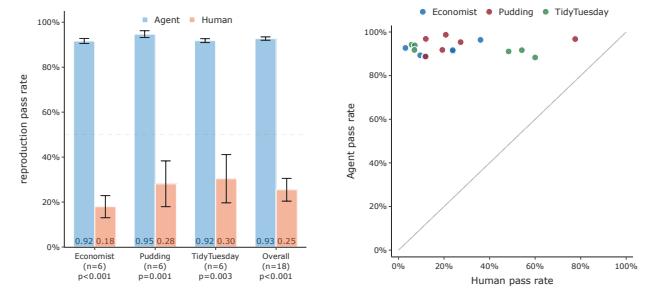 Agent Human
100%
80%
60%
40%
20%
0%
reproduction pass rate
0.92 0.18 0.95 0.28 0.92 0.30 0.93 0.25
Economist Pudding TidyTuesday Overall
(n=6) (n=6) (n=6) (n=18)
p<0.001 p=0.001 p=0.003 p<0.001
Economist Pudding TidyTuesday
100%
80%
60%
40%
20%
0%
Agent pass rate
0% 20% 40% 60% 80% 100%
Human pass rate